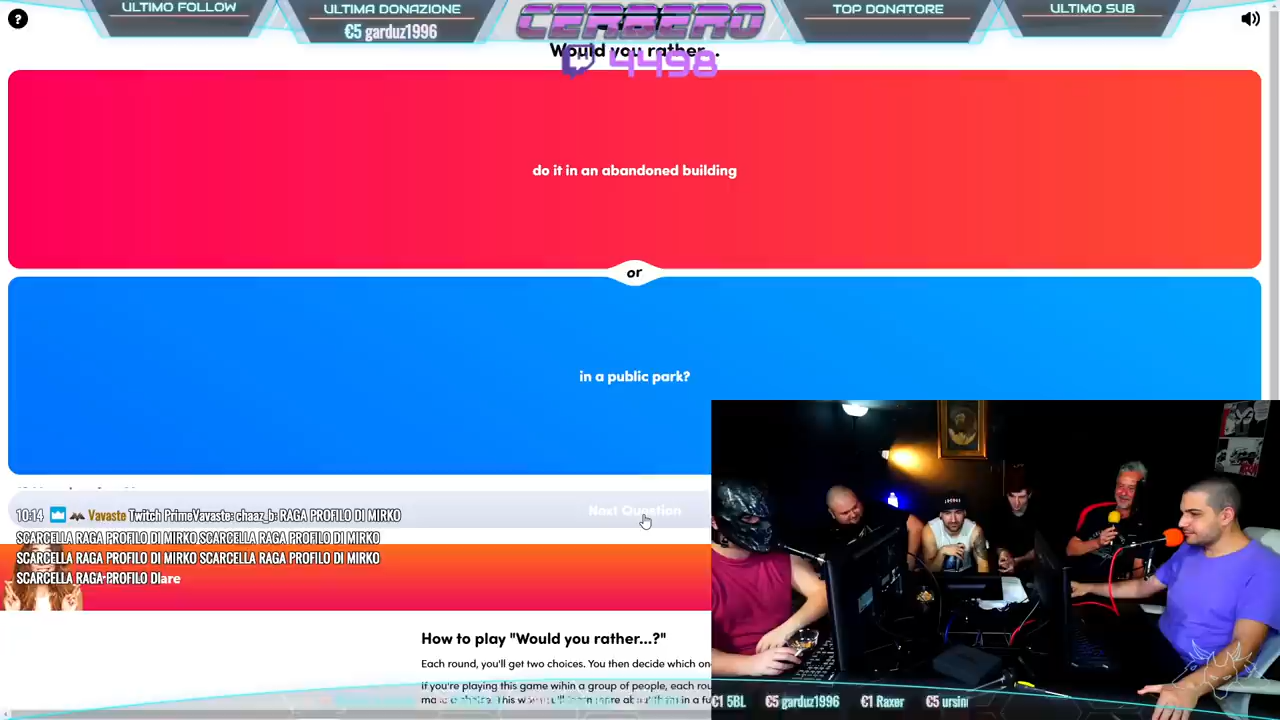 ?
ULTIMO FOLLOW
ULTIMA DONAZIONE
€5 garduz1996
CERBERO
TOP DONATORE
ULTIMO SUB
Would you rather...
4498
do it in an abandoned building
or
in a public park?
Next Question
10:14 Vavaste Twitch PrimeVavaste: chaaz_b: RAGA PROFILO DI MIRKO
SCARCELLA RAGA PROFILO DI MIRKO SCARCELLA RAGA PROFILO DI MIRKO
SCARCELLA RAGA PROFILO DI MIRKO SCARCELLA RAGA PROFILO DI MIRKO
SCARCELLA RAGA PROFILO DIare
How to play "Would you rather...?"
Each round, you'll get two choices. You then decide which on
If you're playing this game within a group of people, each rou
€1 5BL €5 garduz1996 €1 Raxer €5 ursini